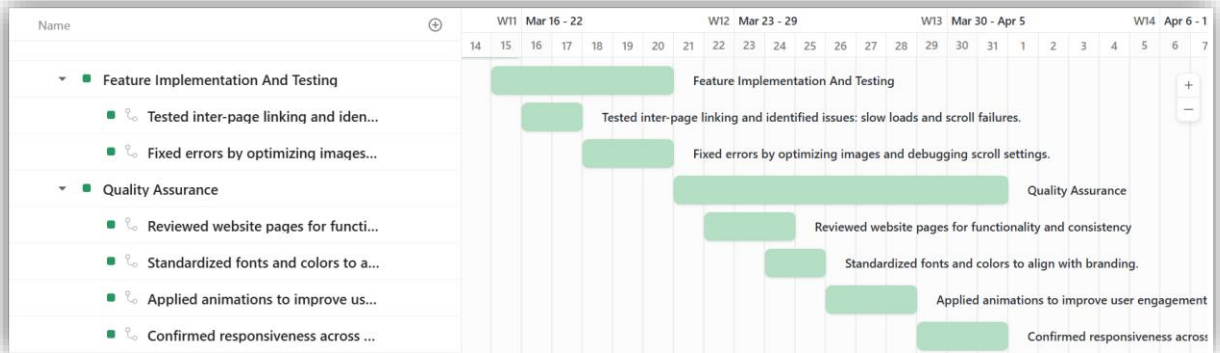 Name
W11 Mar 16 - 22 W12 Mar 23 - 29 W13 Mar 30 - Apr 5 W14 Apr 6 - 1
14 15 16 17 18 19 20 21 22 23 24 25 26 27 28 29 30 31 1 2 3 4 5 6 7
Feature Implementation And Testing Feature Implementation And Testing
Tested inter-page linking and iden... Tested inter-page linking and identified issues: slow loads and scroll failures.
Fixed errors by optimizing images... Fixed errors by optimizing images and debugging scroll settings.
Quality Assurance Quality Assurance
Reviewed website pages for functi... Reviewed website pages for functionality and consistency
Standardized fonts and colors to a... Standardized fonts and colors to align with branding.
Applied animations to improve us... Applied animations to improve user engagement
Confirmed responsiveness across ... Confirmed responsiveness across